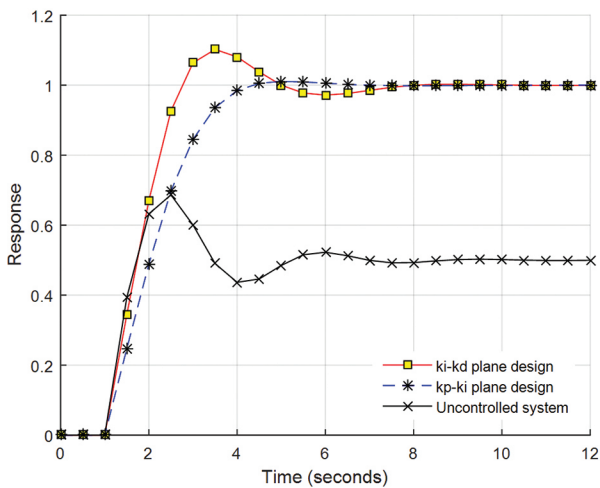 1.2
1
0.8
0.6
0.4
0.2
0
Response
0 2 4 6 8 10 12
Time (seconds)
ki-kd plane design
kp-ki plane design
Uncontrolled system